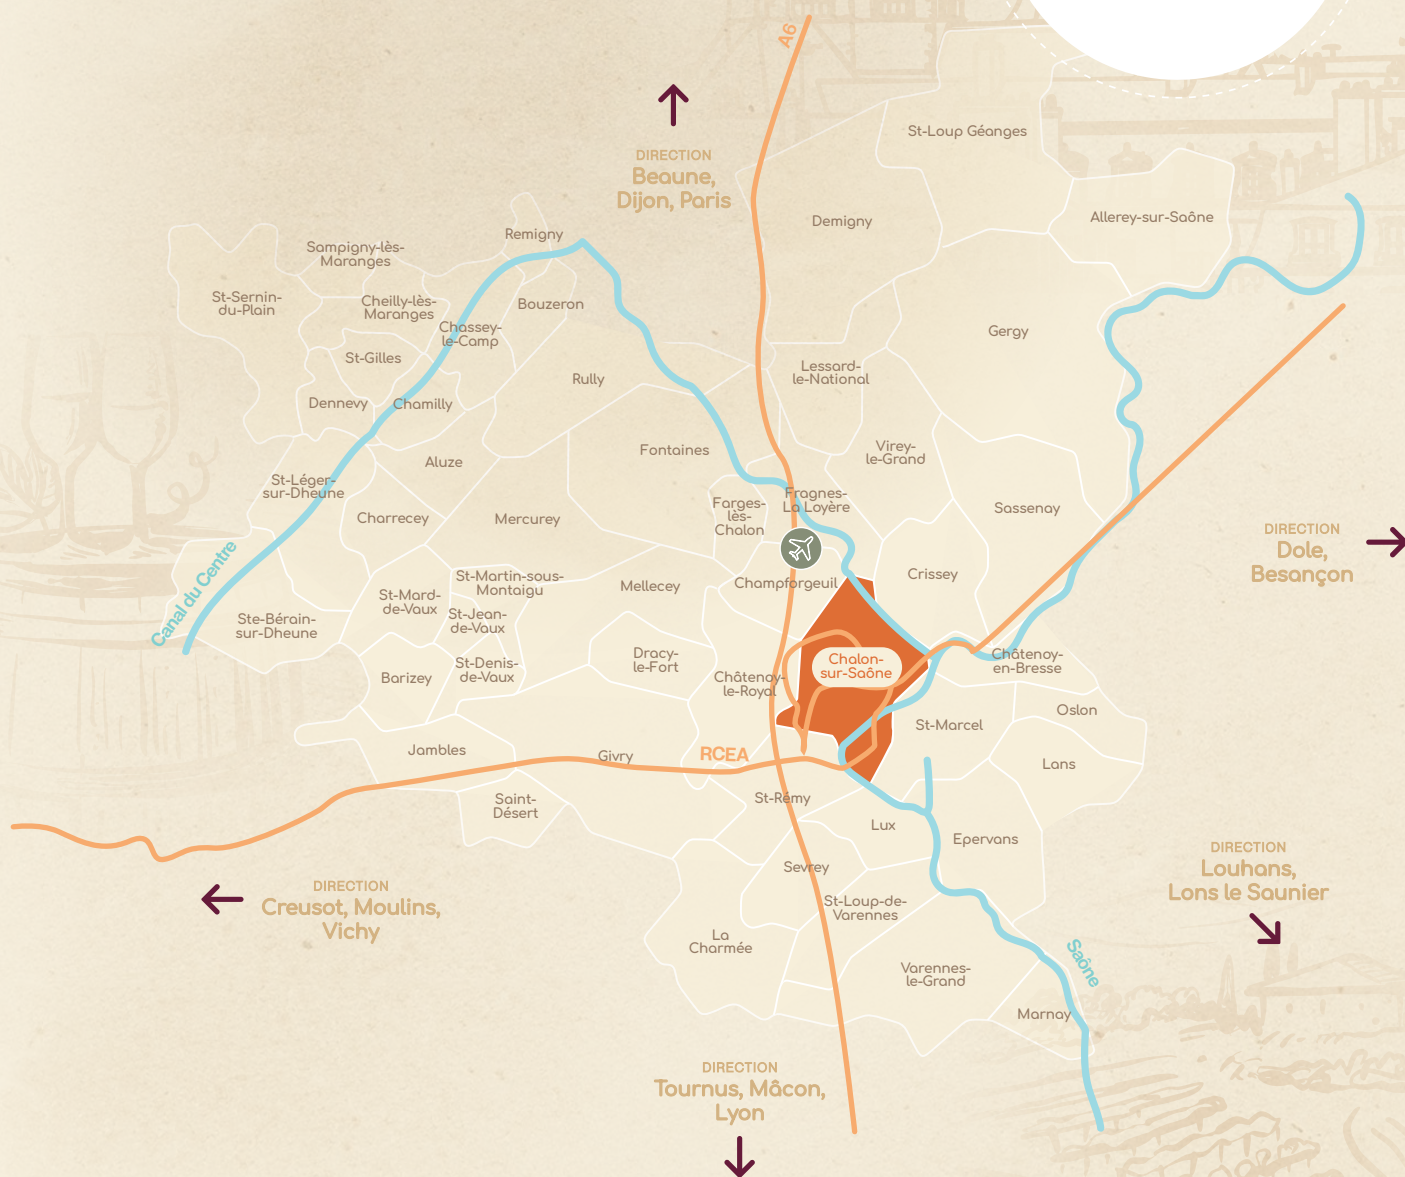 A6
St-Loup Géanges
DIRECTION
Beaune,
Dijon, Paris
Demigny
Allerey-sur-Saône
Remigny
Sampigny-lès-
Maranges
St-Sernin-
du-Plain
Cheilly-lès-
Maranges
Bouzeron
Chassey-
le-Camp
Gergy
St-Gilles
Rully
Lessard-
le-National
Dennevy
Chamilly
Fontaines
Virey-
le-Grand
Aluze
St-Léger-
sur-Dheune
Charrecey
Mercurey
Farges-
lès-
Chalon
Fragnes-
La Loyère
Sassenay
DIRECTION
Dole,
Besançon
Canal du Centre
St-Martin-sous-
Montaigu
Mellecey
Champforgeuil
Crissey
St-Mard-
de-Vaux
St-Jean-
de-Vaux
Ste-Bérain-
sur-Dheune
Dracy-
le-Fort
Chalon-
sur-Saône
Châtenoy-
en-Bresse
Barizey
St-Denis-
de-Vaux
Châtenoy-
le-Royal
Oslon
St-Marcel
Jambles
Givry
RCEA
Lans
Saint-
Désert
St-Rémy
Lux
Epervans
DIRECTION
Louhans,
Lons le Saunier
Sevrey
DIRECTION
Creusot, Moulins,
Vichy
St-Loup-de-
Varennes
La
Charmée
Saône
Varennes-
le-Grand
Marnay
DIRECTION
Tournus, Mâcon,
Lyon